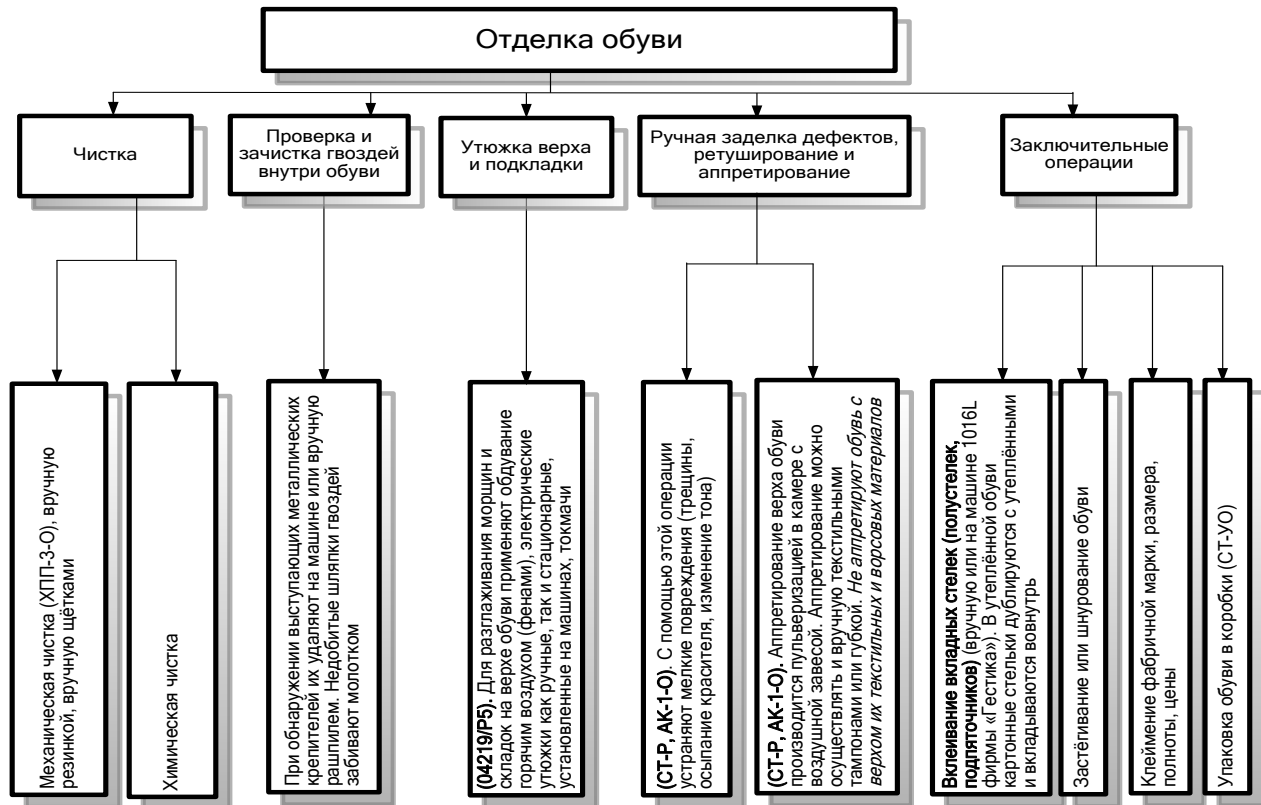 Отделка обуви
Чистка
Проверка и
зачистка гвоздей
внутри обуви
Утюжка верха
и подкладки
Ручная заделка дефектов,
ретуширование и
аппретирование
Заключительные
операции
Механическая чистка (ХПП-3-О), вручную
резинкой, вручную щётками
Химическая чистка
При обнаружении выступающих металлических
крепителей их удаляют на машине или вручную
рашпилем. Недобитые шляпки гвоздей
забивают молотком
(04219/Р5). Для разглаживания морщин и
складок на верхе обуви применяют обдувание
горячим воздухом (фенами), электрические
утюжки как ручные, так и стационарные,
установленные на машинах, токмачи
(СТ-Р, АК-1-О). С помощью этой операции
устраняют мелкие повреждения (трещины,
осыпание красителя, изменение тона)
(СТ-Р, АК-1-О). Аппретирование верха обуви
производится пульверизацией в камере с
воздушной завесой. Аппретирование можно
осуществлять и вручную текстильными
тампонами или губкой. Не аппретируют обувь с
верхом их текстильных и ворсовых материалов
Вклеивание вкладных стелек (полустелек,
подпяточников) (вручную или на машине 1016L
фирмы «Гестика»). В утеплённой обуви
картонные стельки дублируются с утеплёнными
и вкладываются вовнутрь
Застёгивание или шнурование обуви
Клеймение фабричной марки, размера,
полноты, цены
Упаковка обуви в коробки (СТ-УО)